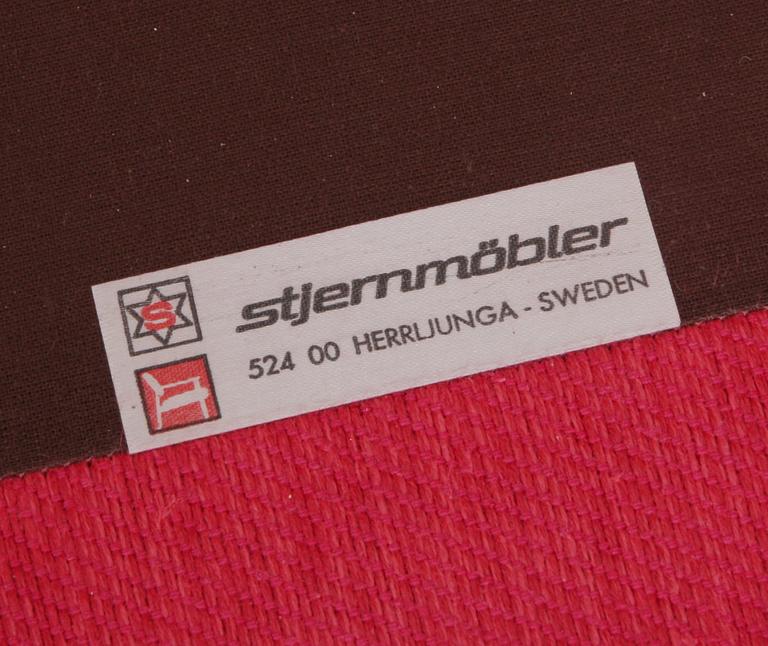 S
stjernmöbler
524 00 HERRLJUNGA - SWEDEN